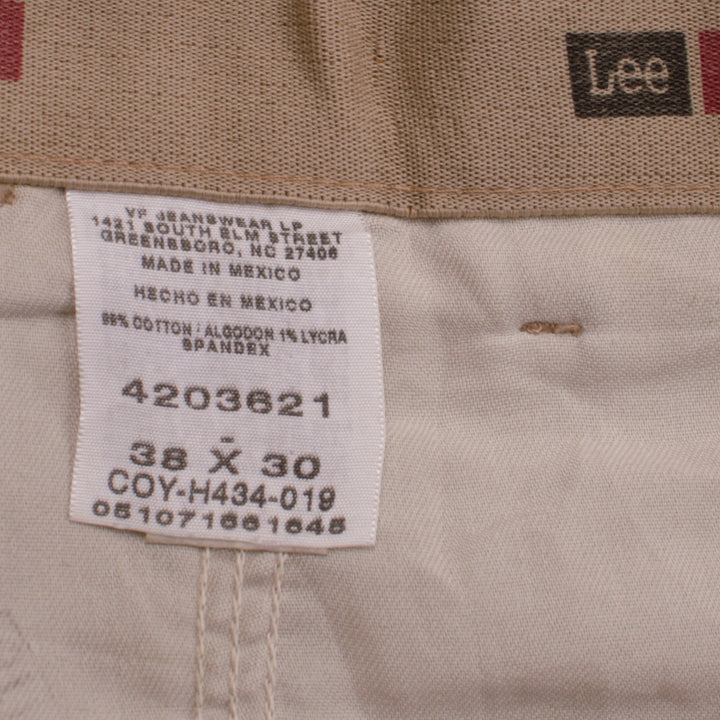 Lee
VF JEANSWEAR LP
1421 SOUTH ELM STREET
GREENSBORO, NC 27406
MADE IN MEXICO
HECHO EN MEXICO
99% COTTON / ALGODON 1% LYCRA
SPANDEX
4203621
38 X 30
COY-H434-019
051071661645